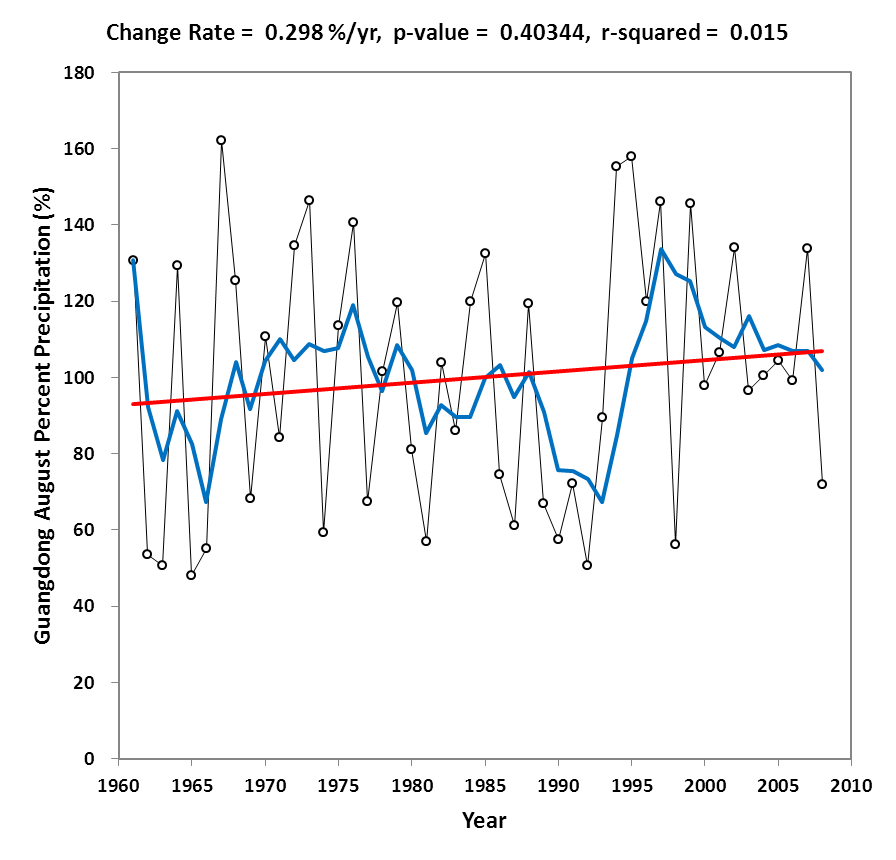 Change Rate = 0.298 %/yr, p-value = 0.40344, r-squared = 0.015
Guangdong August Percent Precipitation (%)
180
160
140
120
100
80
60
40
20
0
1960 1965 1970 1975 1980 1985 1990 1995 2000 2005 2010
Year